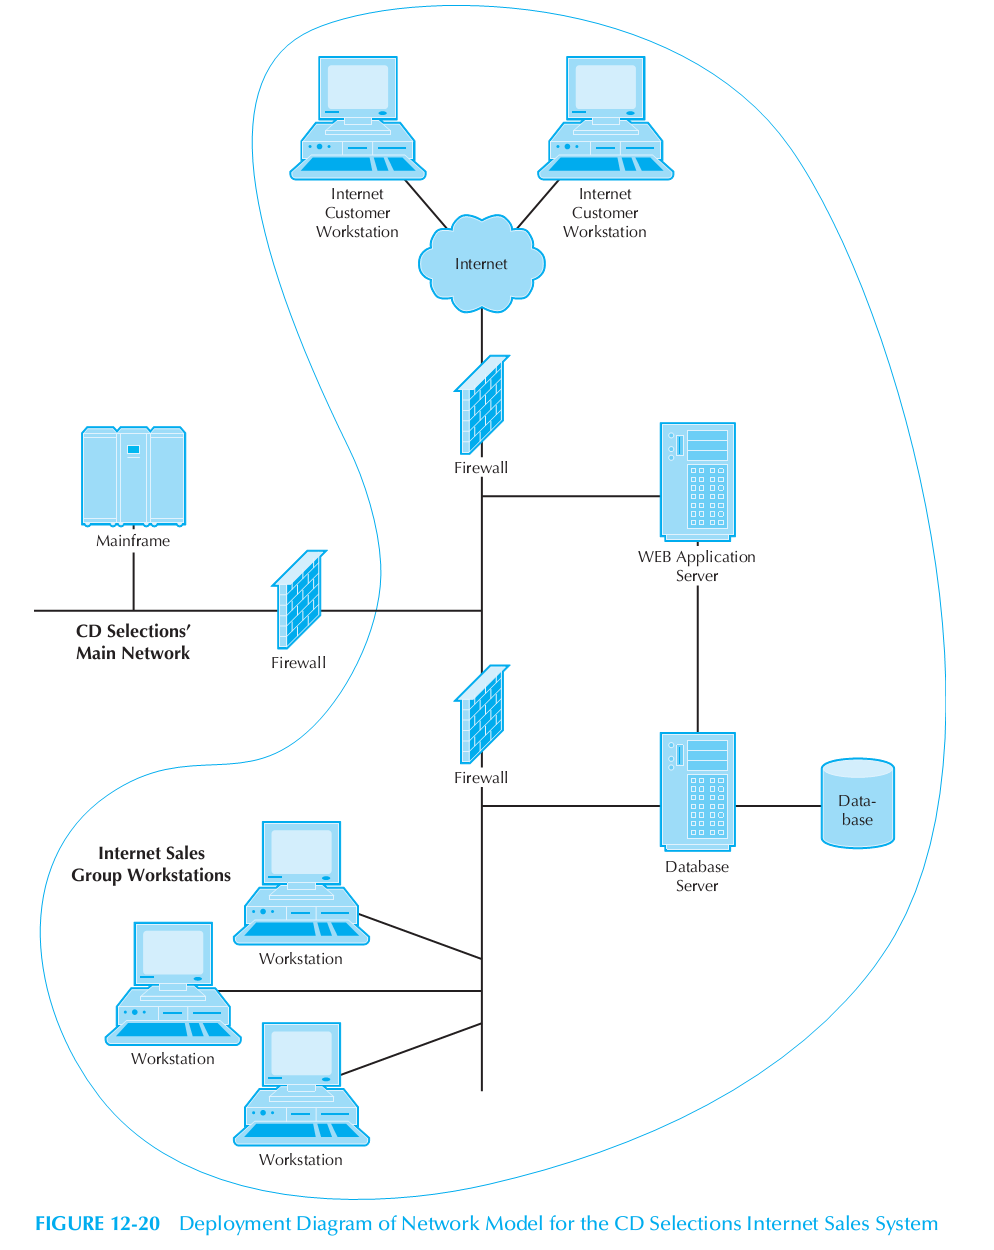 Internet
Customer
Workstation
Internet
Customer
Workstation
Internet
Firewall
WEB Application
Server
Mainframe
CD Selections’
Main Network
Firewall
Firewall
Data-
base
Database
Server
Internet Sales
Group Workstations
Workstation
Workstation
Workstation
FIGURE 12-20 Deployment Diagram of Network Model for the CD Selections Internet Sales System